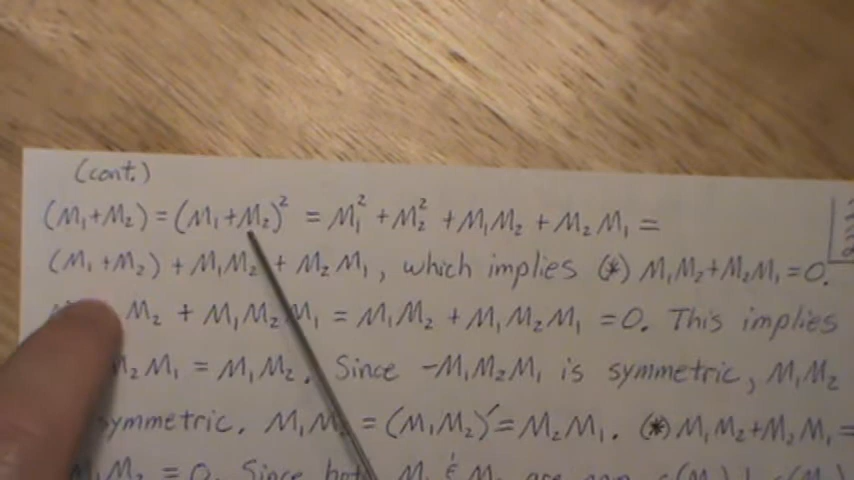 (cont.)
(M₁+M₂) = (M₁+M₂)² = M₁² + M₂² + M₁M₂ + M₂M₁ =
(M₁+M₂) + M₁M₂ + M₂M₁, which implies (*) M₁M₂+M₂M₁=0.
M₂ + M₁M₂M₁ = M₁M₂ + M₁M₂M₁ = 0. This implies
M₂M₁ = M₁M₂. Since -M₁M₂M₁ is symmetric, M₁M₂
symmetric. M₁M₂ = (M₁M₂)′ = M₂M₁. (*) M₁M₂+M₂M₁=
M₁M₂ = 0. Since both M₁ & M₂ are